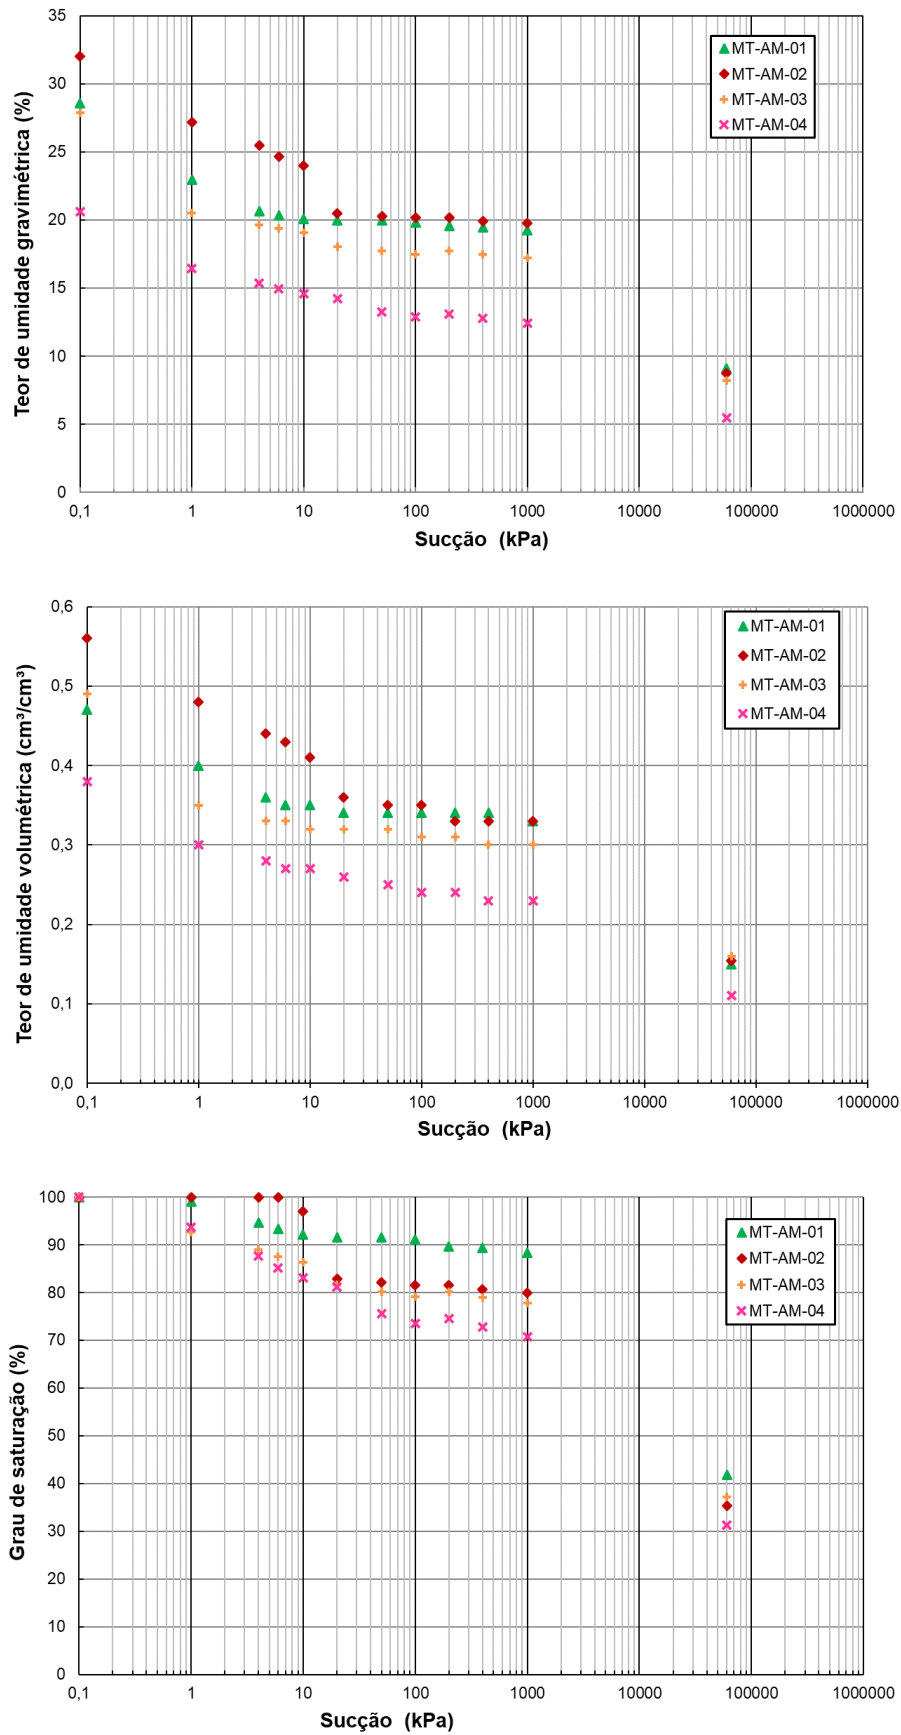 Teor de umidade gravimétrica (%)
35
30
25
20
15
10
5
0
MT-AM-01
MT-AM-02
MT-AM-03
MT-AM-04
0,1 1 10 100 1000 10000 100000 1000000
Sucção (kPa)
Teor de umidade volumétrica (cm³/cm³)
0,6
0,5
0,4
0,3
0,2
0,1
0,0
MT-AM-01
MT-AM-02
MT-AM-03
MT-AM-04
0,1 1 10 100 1000 10000 100000 1000000
Sucção (kPa)
Grau de saturação (%)
100
90
80
70
60
50
40
30
20
10
0
MT-AM-01
MT-AM-02
MT-AM-03
MT-AM-04
0,1 1 10 100 1000 10000 100000 1000000
Sucção (kPa)